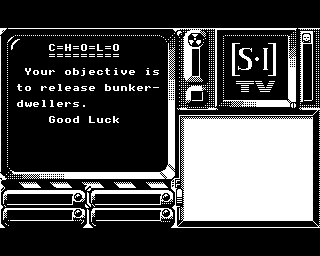 C=H=O=L=O
Your objective is
to release bunker-
dwellers.
Good Luck
[S·I]
TV